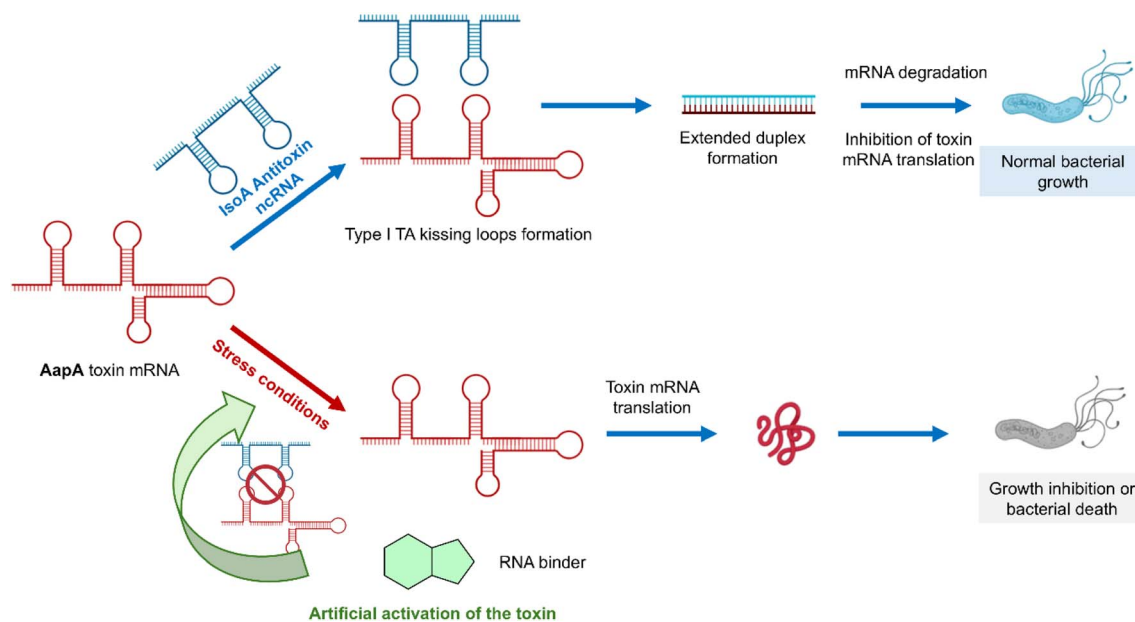 IsoA Antitoxin
ncRNA
Type I TA kissing loops formation
Extended duplex
formation
mRNA degradation
Inhibition of toxin
mRNA translation
Normal bacterial
growth
AapA toxin mRNA
Stress conditions
Toxin mRNA
translation
Growth inhibition or
bacterial death
RNA binder
Artificial activation of the toxin